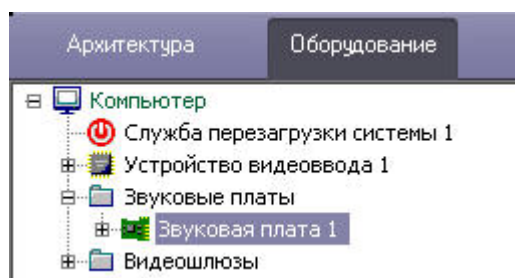 Архитектура Оборудование
Компьютер
Служба перезагрузки системы 1
Устройство видеоввода 1
Звуковые платы
Звуковая плата 1
Видеошлюзы